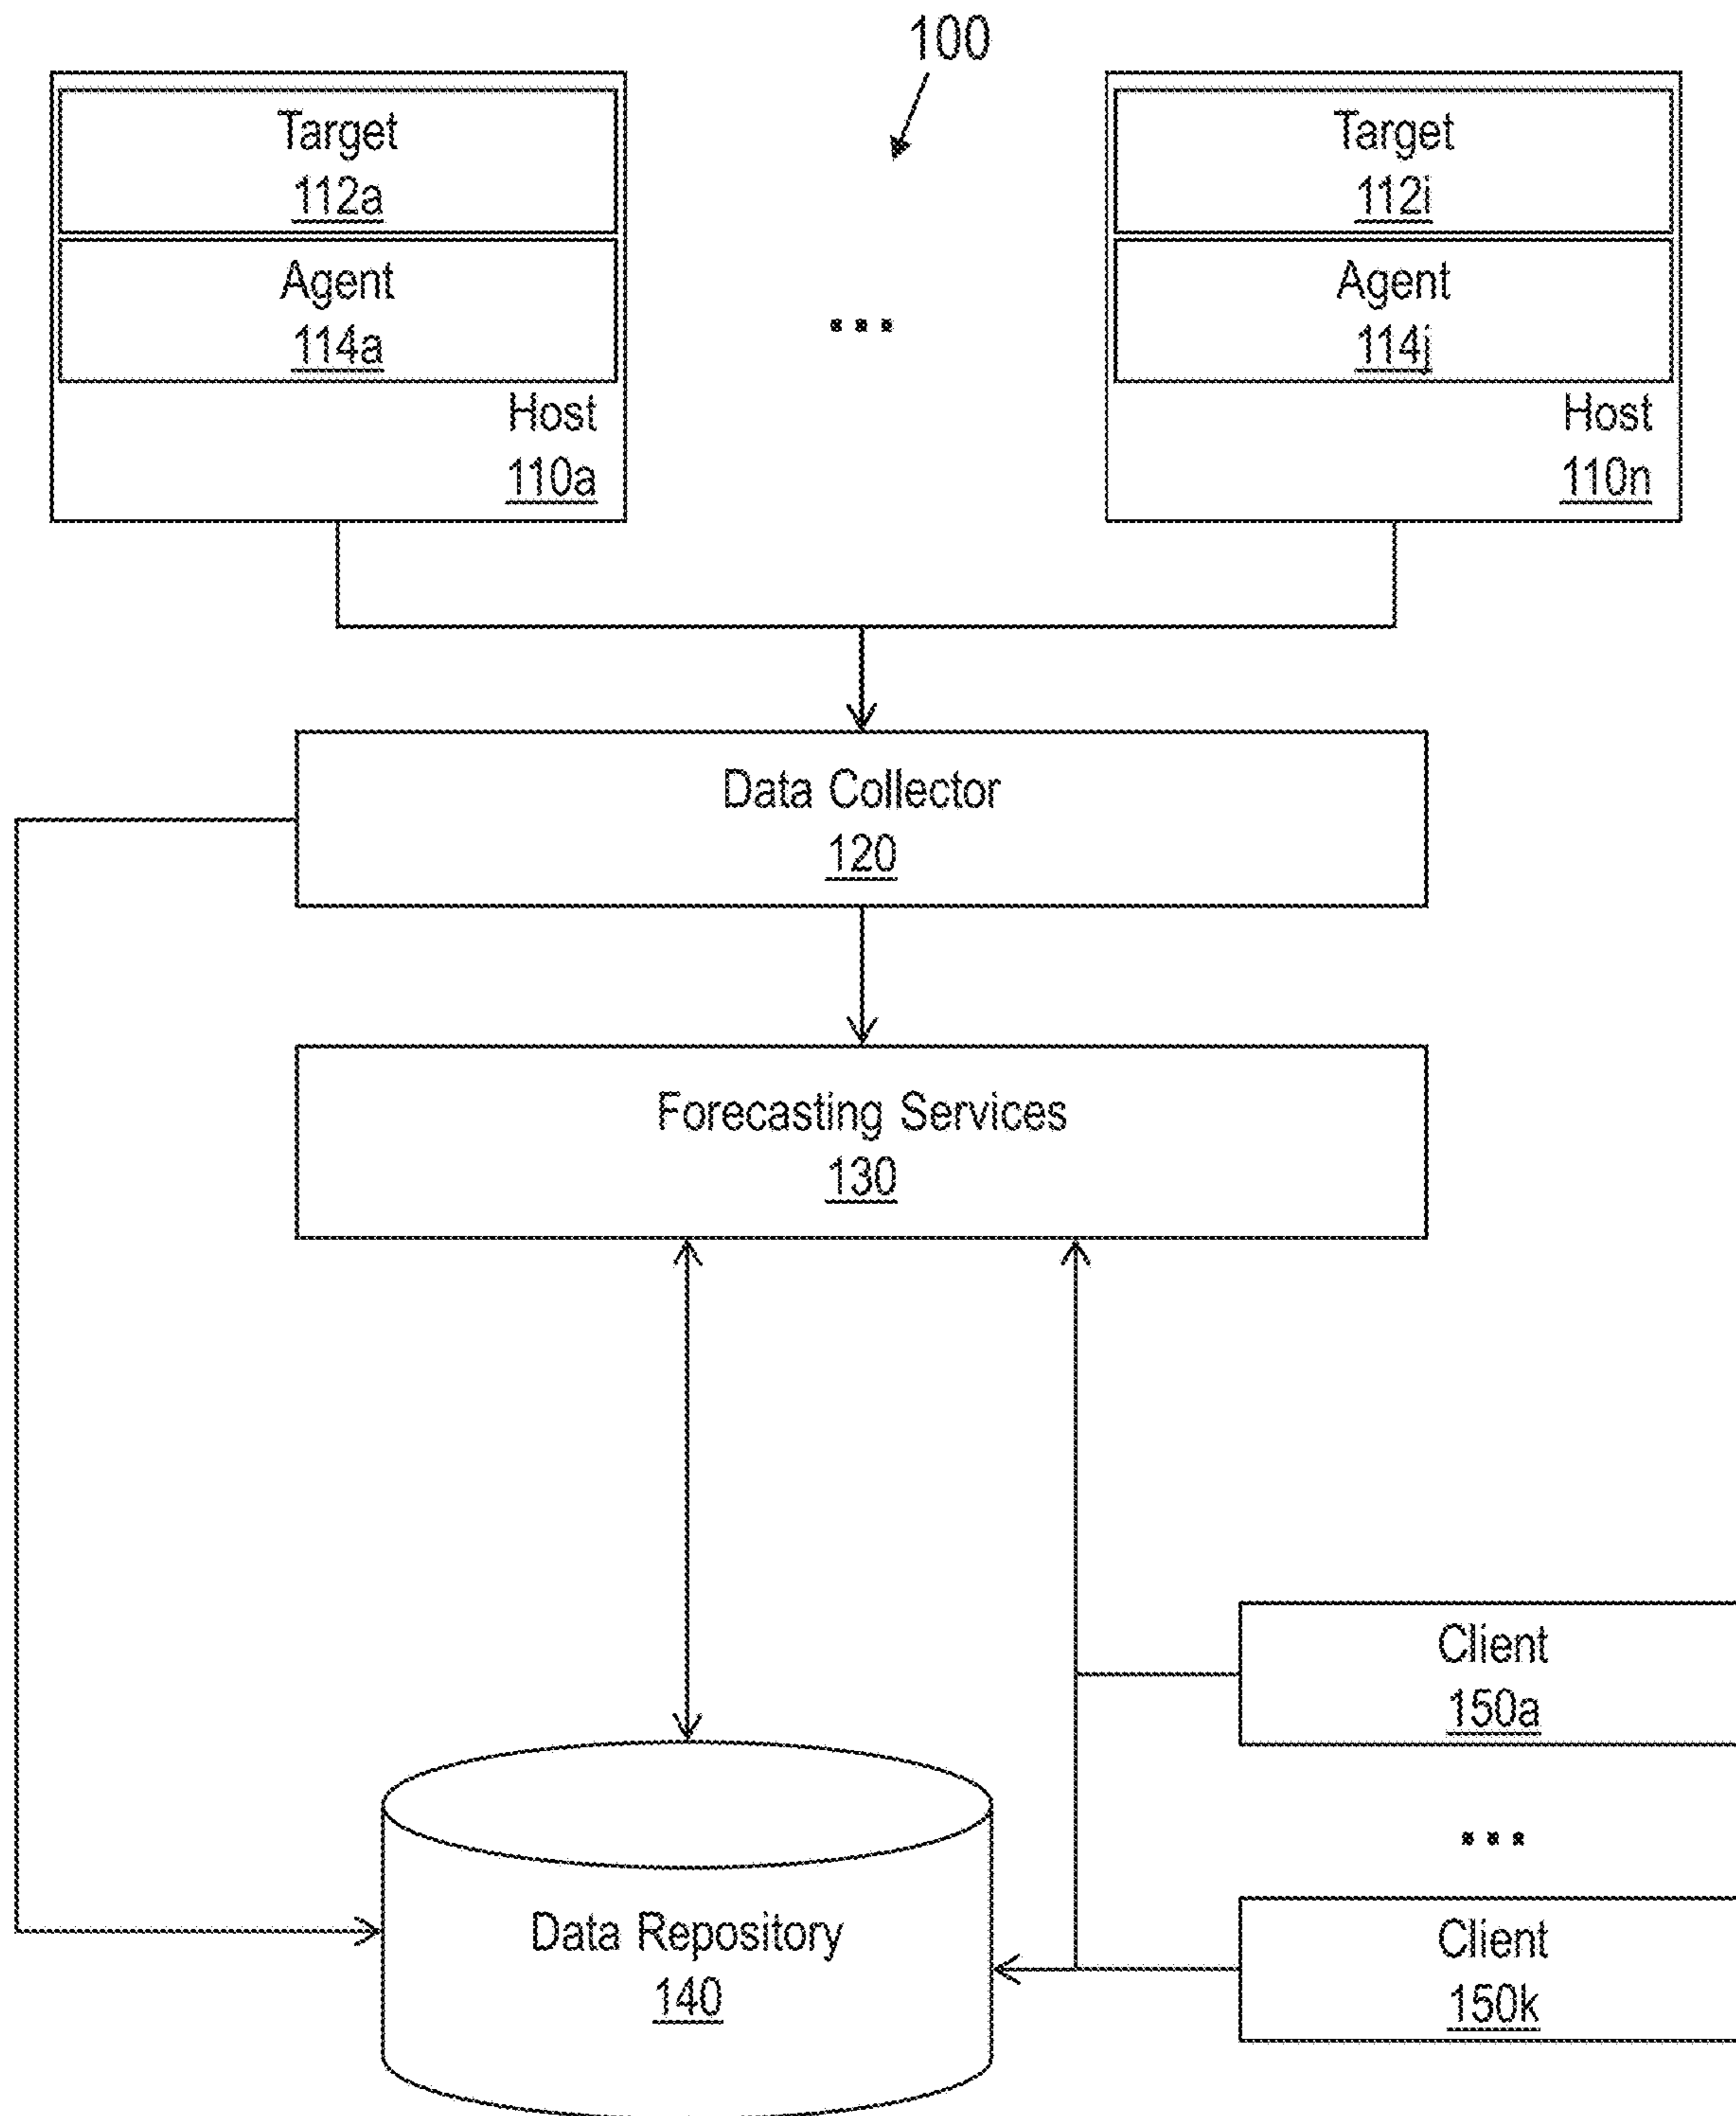 100
Target
112a
Agent
114a
Host
110a
...
Target
112i
Agent
114j
Host
110n
Data Collector
120
Forecasting Services
130
Client
150a
...
Client
150k
Data Repository
140